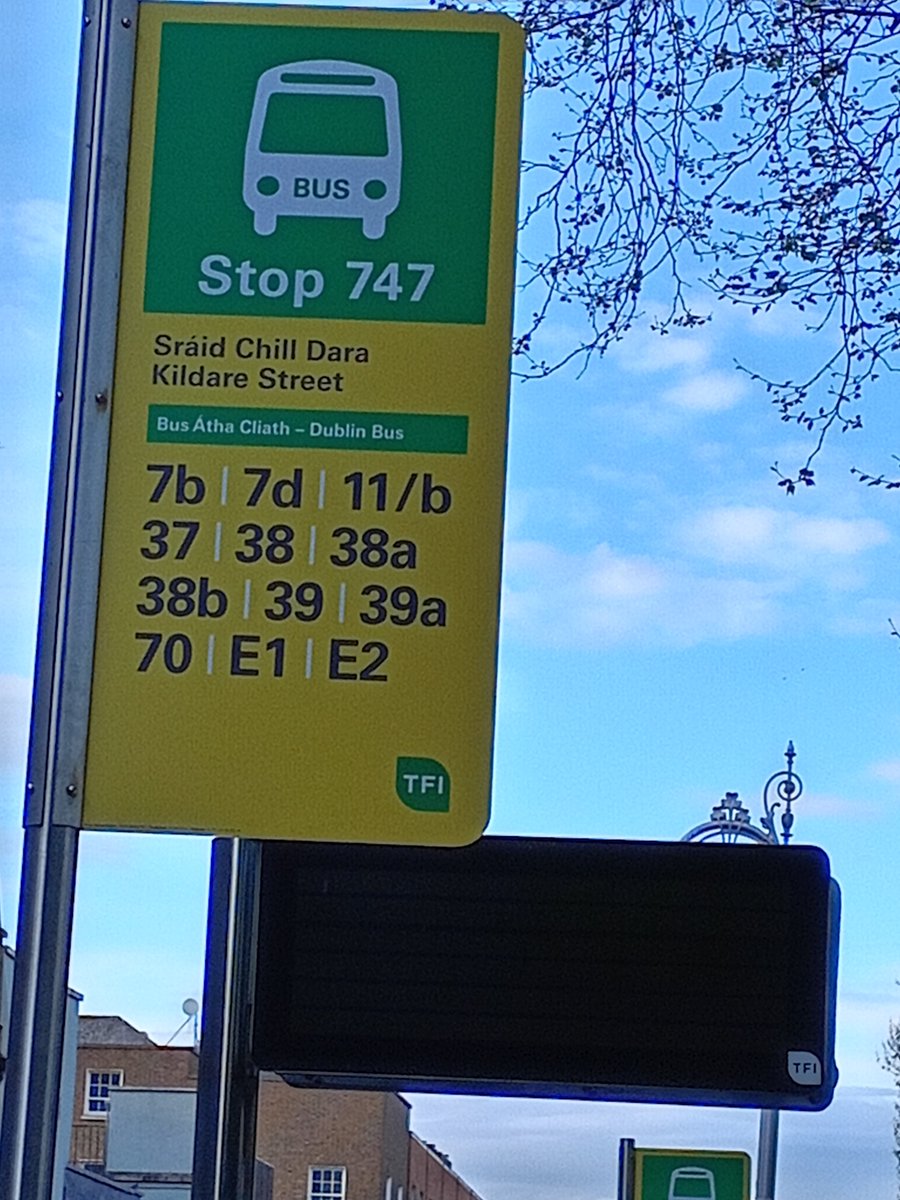 BUS
Stop 747
Sráid Chill Dara
Kildare Street
Bus Átha Cliath – Dublin Bus
7b | 7d | 11/b
37 | 38 | 38a
38b | 39 | 39a
70 | E1 | E2
TFI
TFI